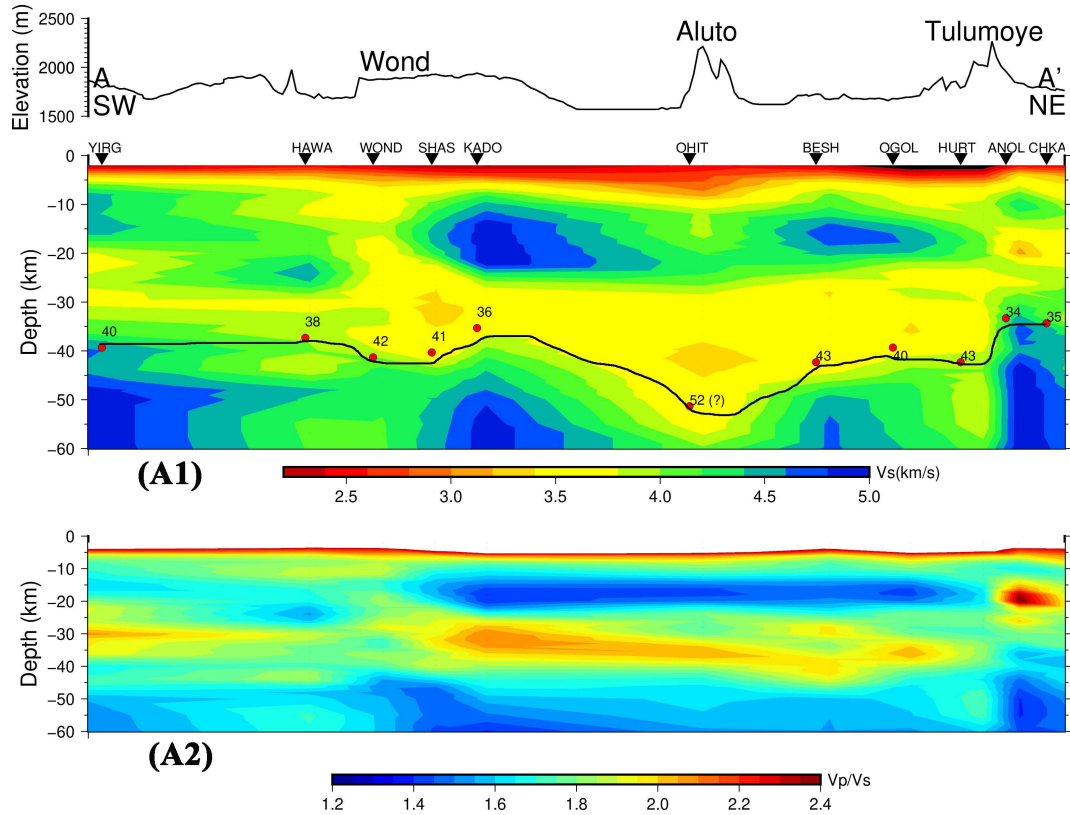 2500
2000
1500
Elevation (m)
Wond
Aluto
Tulumoye
A
SW
A’
NE
YIRG HAWA WOND SHAS KADO OHIT BESH OGOL HURT ANOL CHKA
0
−10
−20
−30
−40
−50
−60
Depth (km)
40
38
42
41
36
52 (?)
43
40
43
34
35
(A1)
2.5 3.0 3.5 4.0 4.5 5.0
Vs(km/s)
0
−10
−20
−30
−40
−50
−60
Depth (km)
(A2)
Vp/Vs
1.2 1.4 1.6 1.8 2.0 2.2 2.4